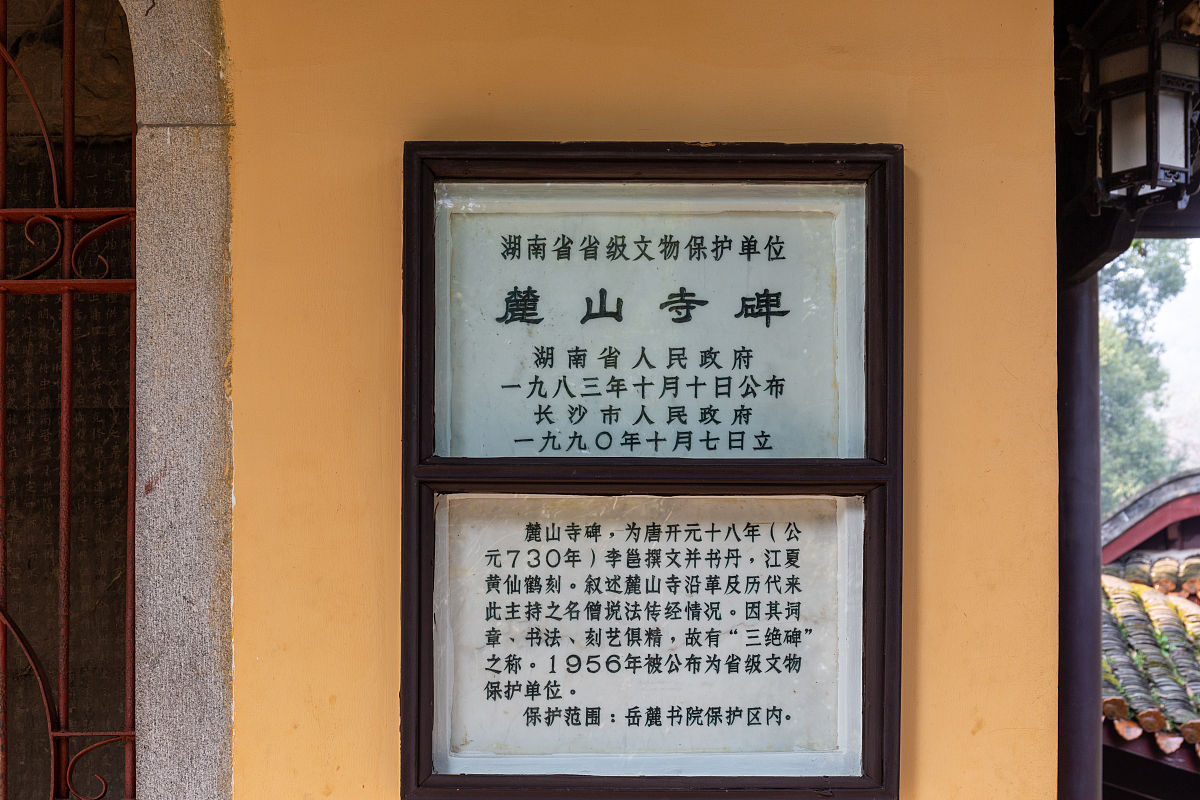 湖南省省级文物保护单位
麓山寺碑
湖南省人民政府
一九八三年十月十日公布
长沙市人民政府
一九九〇年十月七日立
麓山寺碑，为唐开元十八年（公
元730年）李邕撰文并书丹，江夏
黄仙鹤刻。叙述麓山寺沿革及历代来
此主持之名僧说法传经情况。因其词
章、书法、刻艺俱精，故有“三绝碑”
之称。1956年被公布为省级文物
保护单位。
保护范围：岳麓书院保护区内。